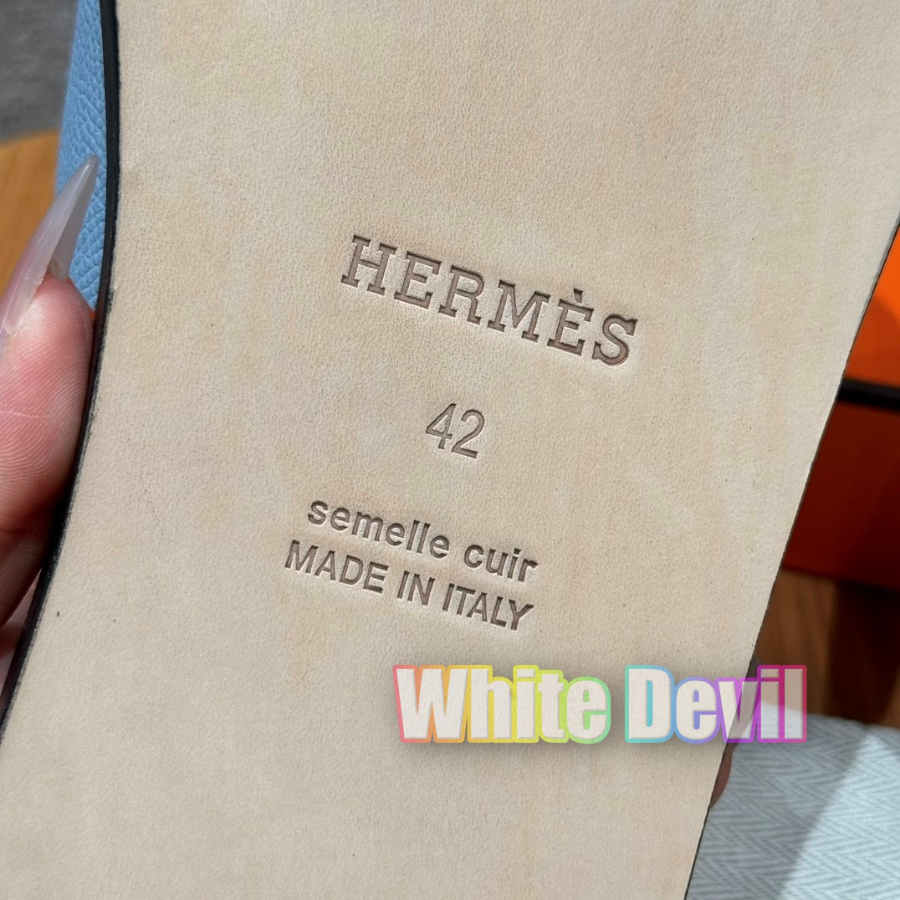 HERMÈS
42
semelle cuir
MADE IN ITALY
White Devil